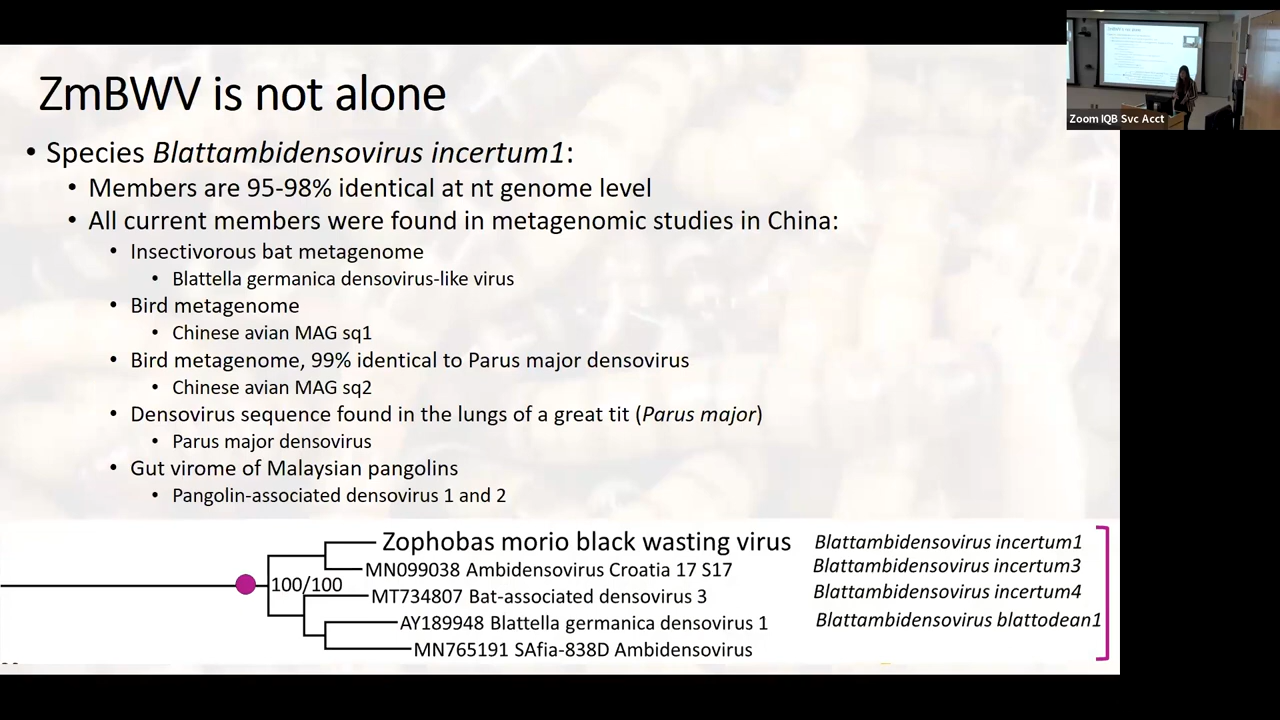 ZmBWV is not alone
• Species Blattambidensovirus incertum1:
• Members are 95-98% identical at nt genome level
• All current members were found in metagenomic studies in China:
• Insectivorous bat metagenome
• Blattella germanica densovirus-like virus
• Bird metagenome
• Chinese avian MAG sq1
• Bird metagenome, 99% identical to Parus major densovirus
• Chinese avian MAG sq2
• Densovirus sequence found in the lungs of a great tit (Parus major)
• Parus major densovirus
• Gut virome of Malaysian pangolins
• Pangolin-associated densovirus 1 and 2
Zophobas morio black wasting virus Blattambidensovirus incertum1
MN099038 Ambidensovirus Croatia 17 S17 Blattambidensovirus incertum3
100/100
MT734807 Bat-associated densovirus 3 Blattambidensovirus incertum4
AY189948 Blattella germanica densovirus 1 Blattambidensovirus blattodean1
MN765191 SAfia-838D Ambidensovirus
Zoom IQB Svc Acct